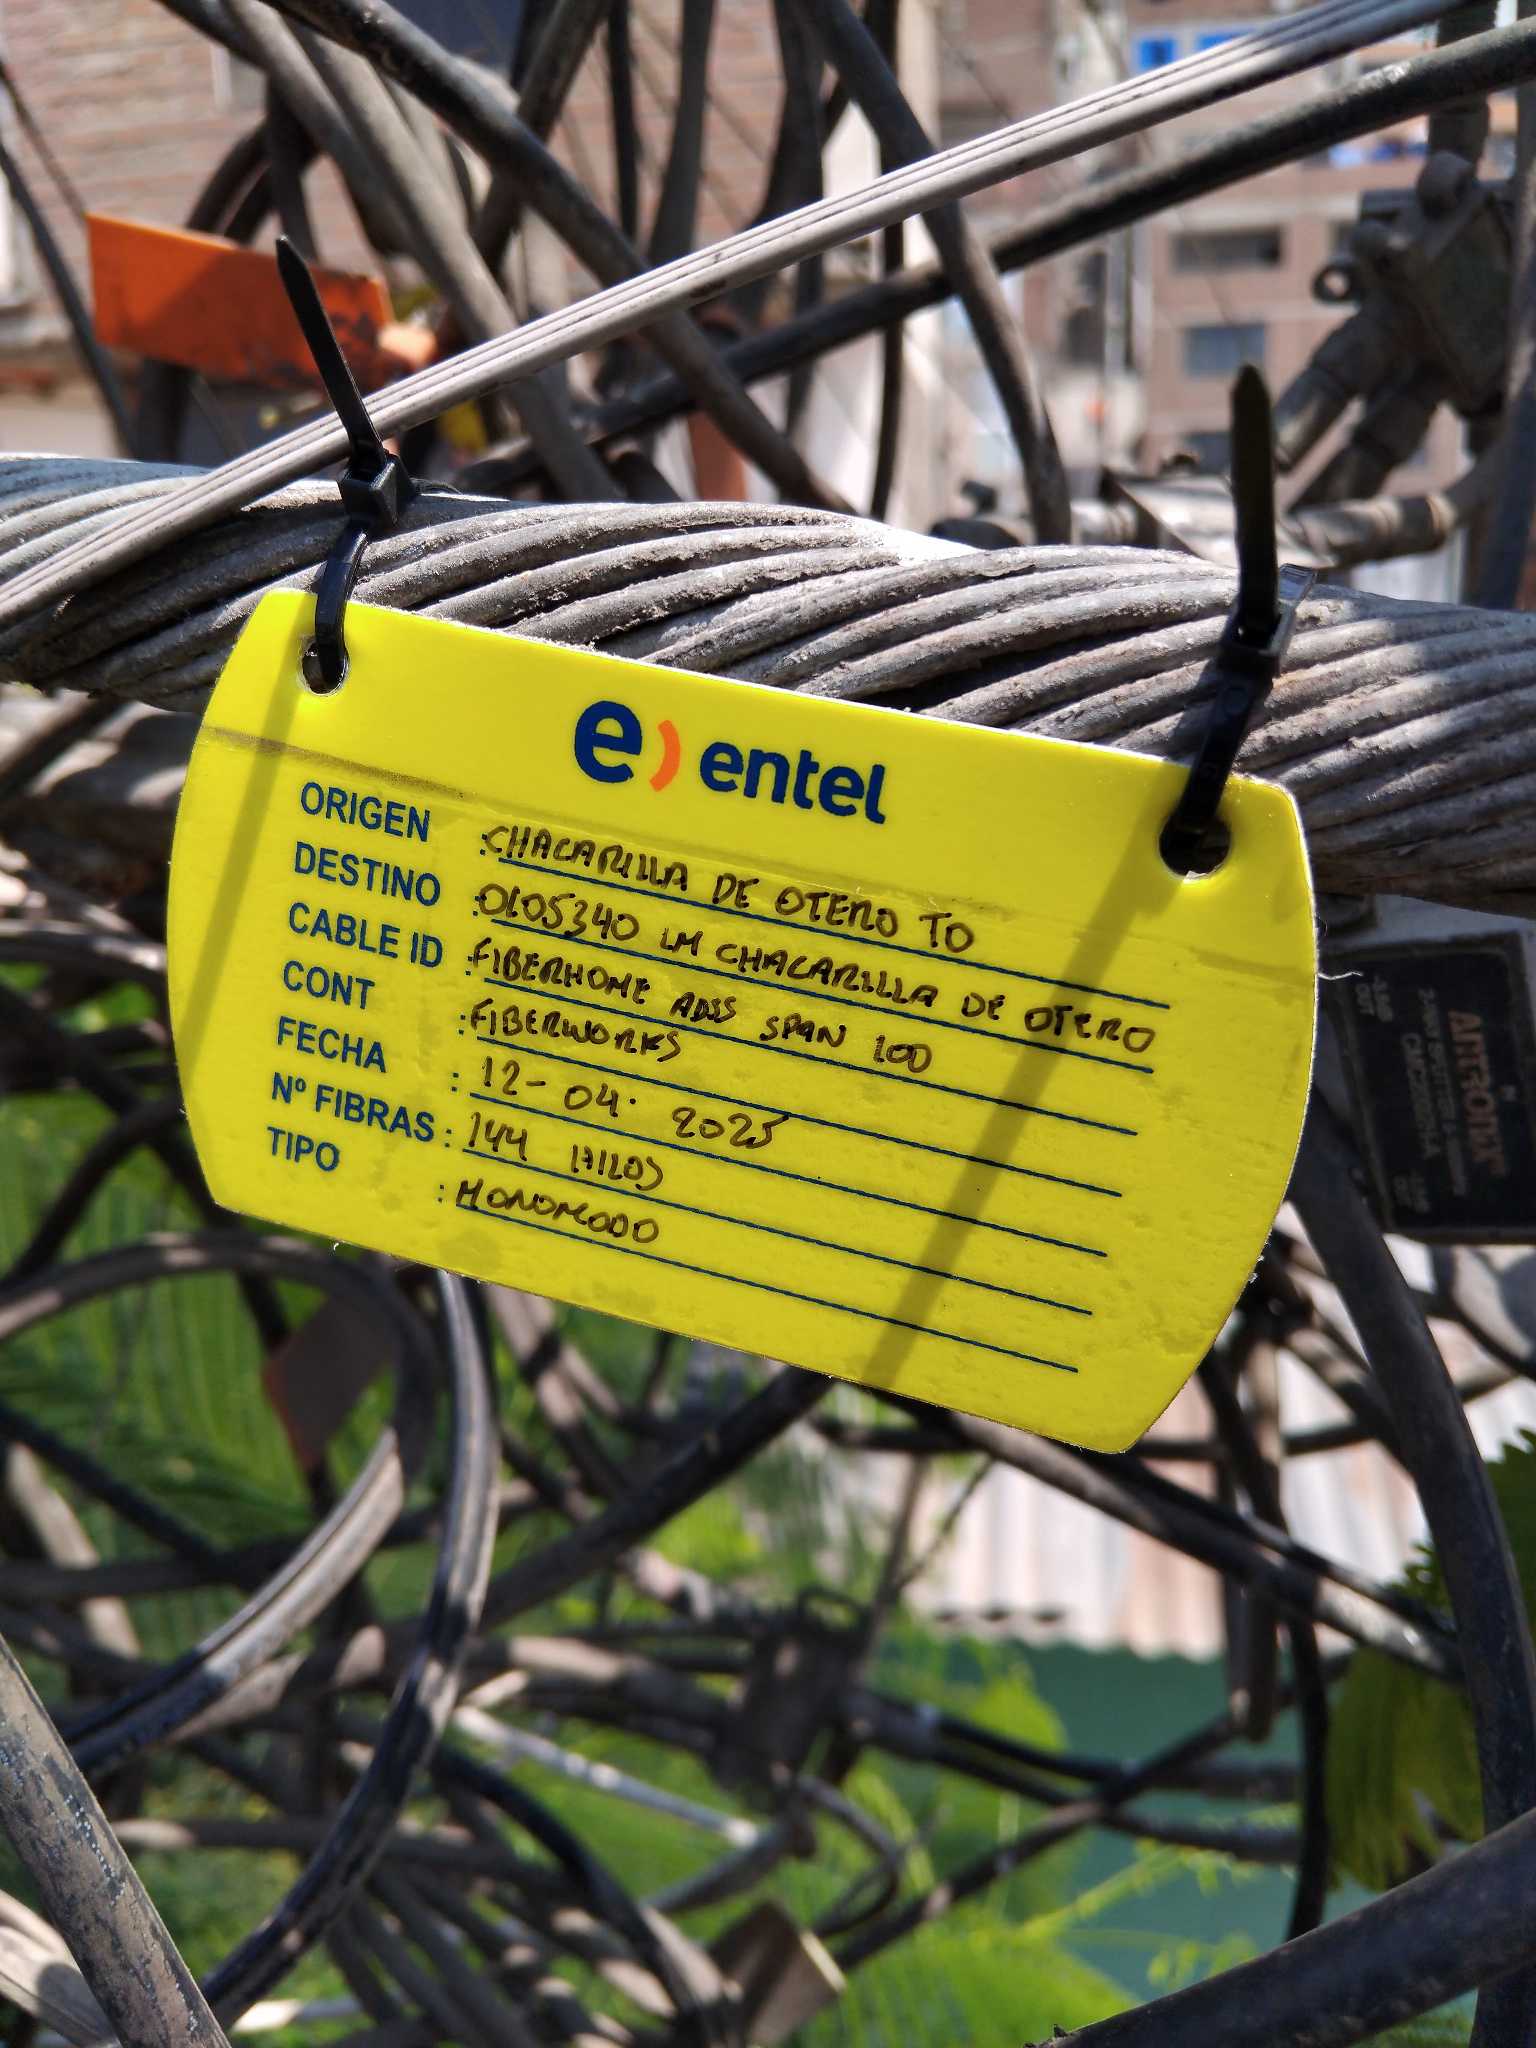 e) entel
ORIGEN : CHACARILLA DE OTERO TO
DESTINO : 0105340 LM CHACARILLA DE OTERO
CABLE ID : FIBERHOME ADSS SPAN 100
CONT : FIBERWORKS
FECHA : 12-04-2025
Nº FIBRAS : 144 HILOS
TIPO : MONOMODO
ANTRONIX